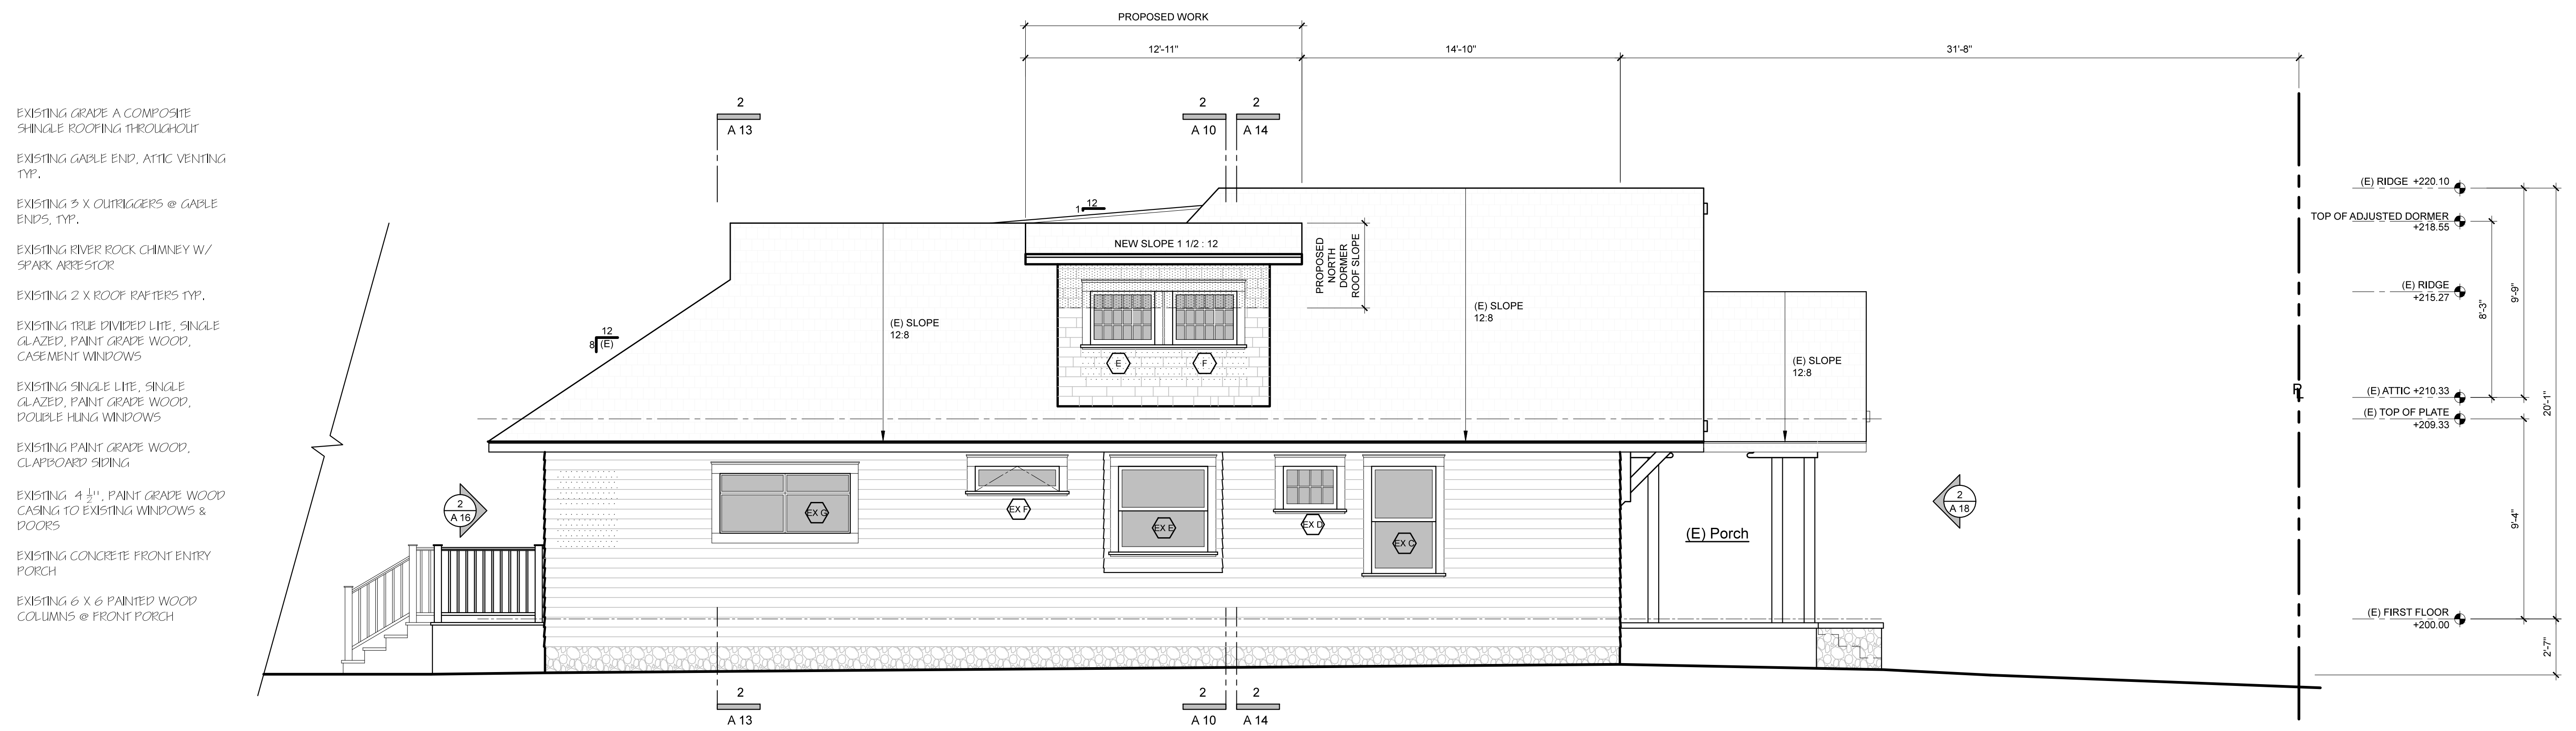 PROPOSED WORK
12'-11"
14'-10"
31'-8"
EXISTING GRADE A COMPOSITE
SHINGLE ROOFING THROUGHOUT
EXISTING GABLE END, ATTIC VENTING
TYP.
EXISTING 3 X OUTRIGGERS @ GABLE
ENDS, TYP.
EXISTING RIVER ROCK CHIMNEY W/
SPARK ARRESTOR
EXISTING 2 X ROOF RAFTERS TYP.
EXISTING TRUE DIVIDED LITE, SINGLE
GLAZED, PAINT GRADE WOOD,
CASEMENT WINDOWS
EXISTING SINGLE LITE, SINGLE
GLAZED, PAINT GRADE WOOD,
DOUBLE HUNG WINDOWS
EXISTING PAINT GRADE WOOD,
CLAPBOARD SIDING
EXISTING 4 1/2", PAINT GRADE WOOD
CASING TO EXISTING WINDOWS &
DOORS
EXISTING CONCRETE FRONT ENTRY
PORCH
EXISTING 6 X 6 PAINTED WOOD
COLUMNS @ FRONT PORCH
2
A 13
2
A 10
2
A 14
12
1
NEW SLOPE 1 1/2 : 12
PROPOSED
NORTH
DORMER
ROOF SLOPE
12
8 (E)
(E) SLOPE
12:8
(E) SLOPE
12:8
(E) SLOPE
12:8
E
F
EX G
EX F
EX E
EX D
EX C
2
A 16
(E) Porch
2
A 18
PL
(E) RIDGE +220.10
TOP OF ADJUSTED DORMER
+218.55
(E) RIDGE
+215.27
(E) ATTIC +210.33
(E) TOP OF PLATE
+209.33
(E) FIRST FLOOR
+200.00
8'-3"
9'-9"
9'-4"
20'-1"
2'-7"
2
A 13
2
A 10
2
A 14